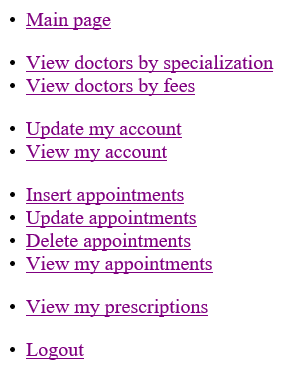 Main page
View doctors by specialization
View doctors by fees
Update my account
View my account
Insert appointments
Update appointments
Delete appointments
View my appointments
View my prescriptions
Logout